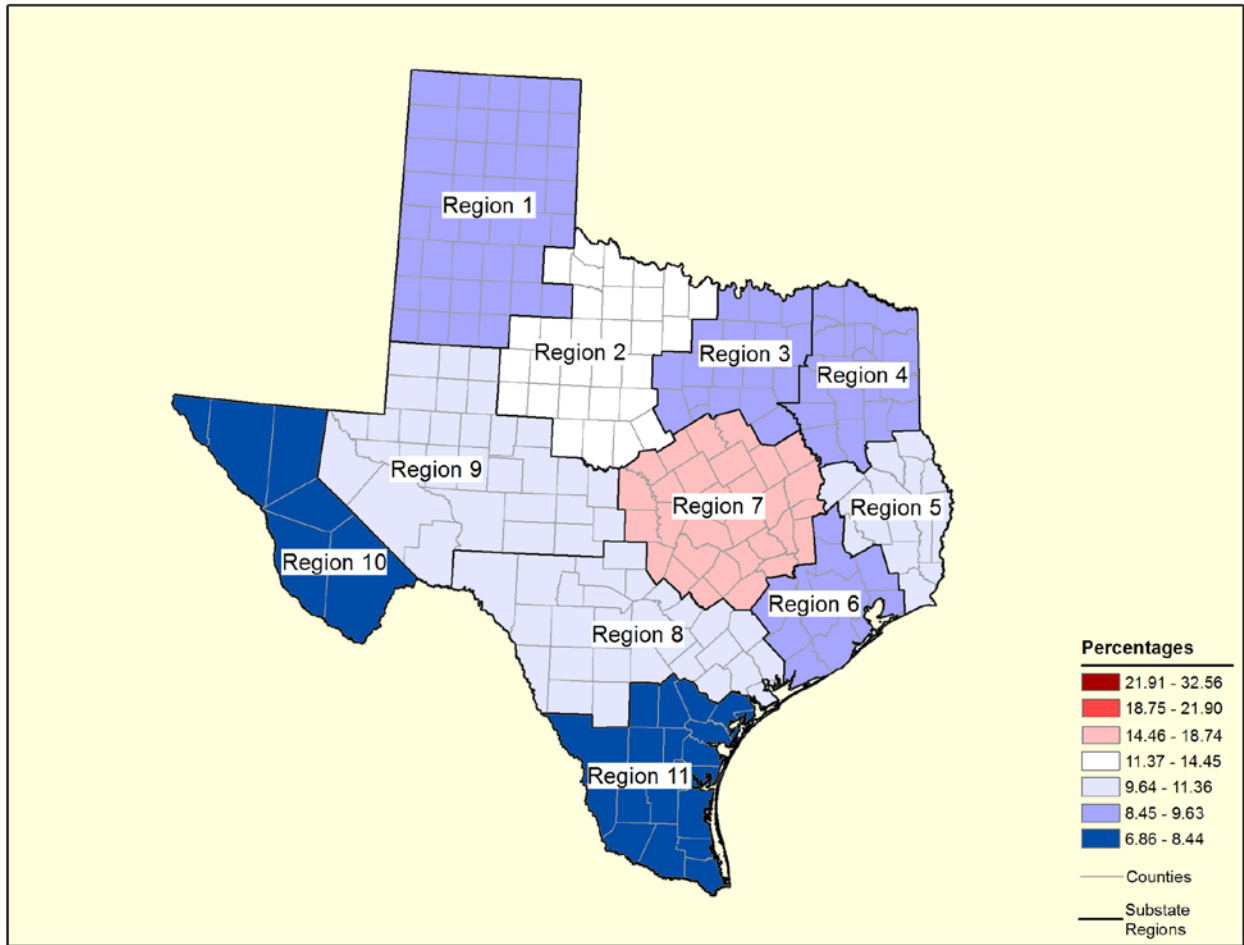 Region 1
Region 2
Region 3
Region 4
Region 9
Region 7
Region 5
Region 10
Region 6
Region 8
Region 11
Percentages
21.91 - 32.56
18.75 - 21.90
14.46 - 18.74
11.37 - 14.45
9.64 - 11.36
8.45 - 9.63
6.86 - 8.44
Counties
Substate
Regions